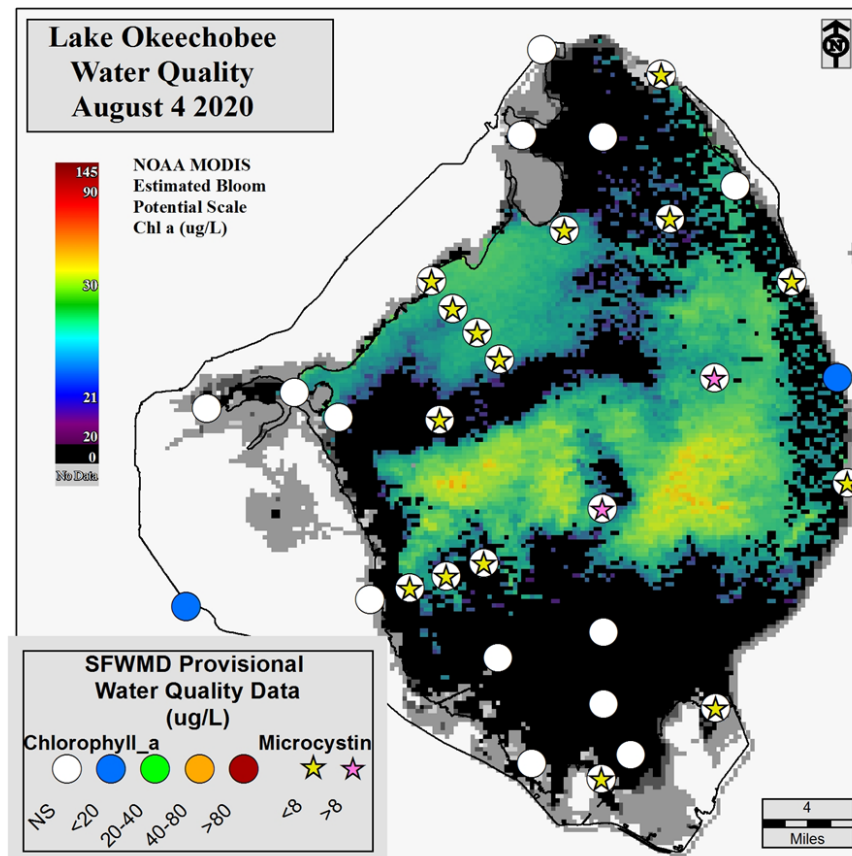 Lake Okeechobee
Water Quality
August 4 2020
N
145
90
30
21
20
0
No Data
NOAA MODIS
Estimated Bloom
Potential Scale
Chl a (ug/L)
SFWMD Provisional
Water Quality Data
(ug/L)
Chlorophyll_a Microcystin
NS <20 20-40 40-80 >80 <8 >8
4
Miles